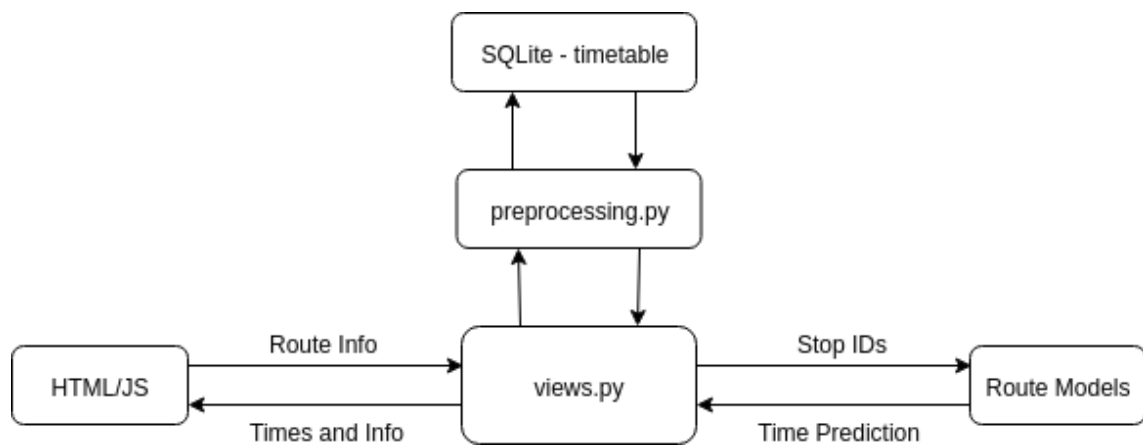 SQLite - timetable
preprocessing.py
Route Info
Stop IDs
HTML/JS
views.py
Route Models
Times and Info
Time Prediction